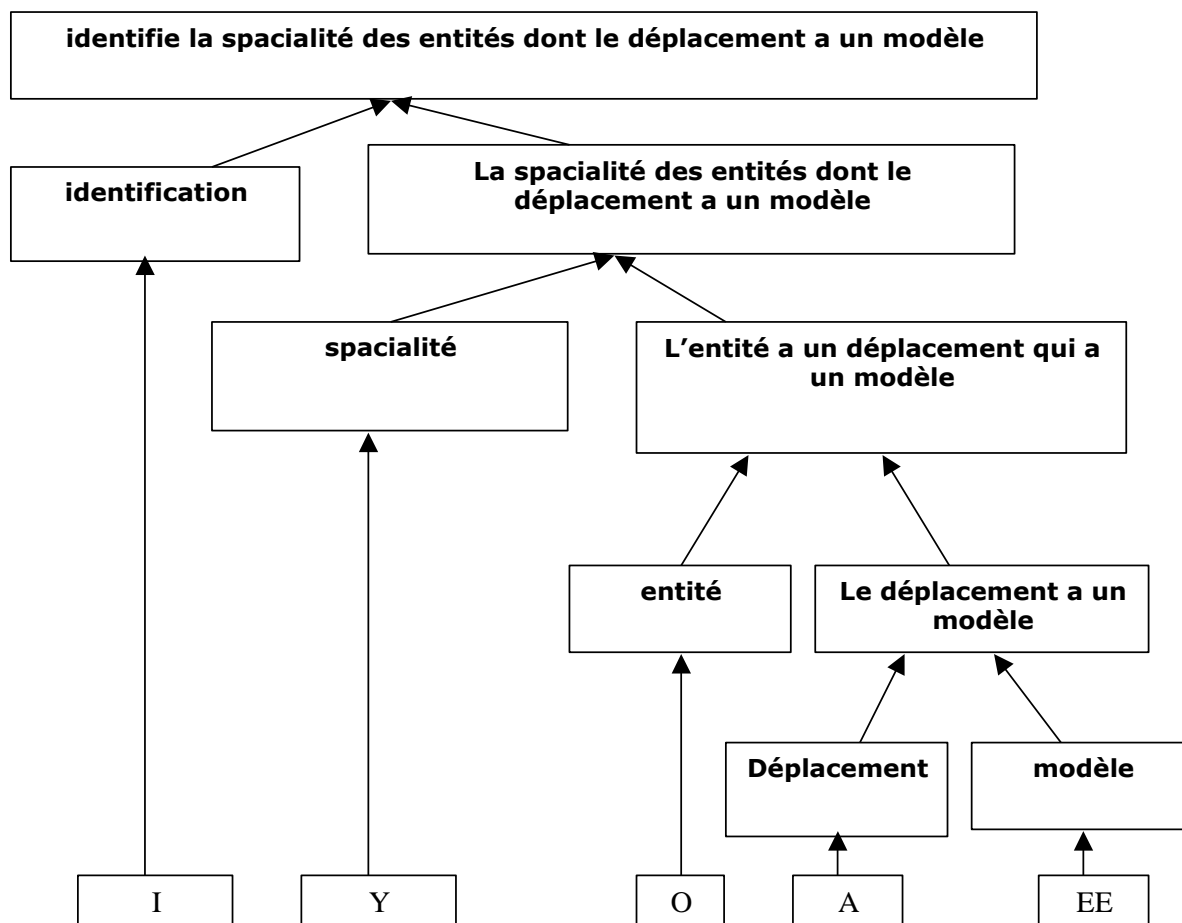 identifie la spacialité des entités dont le déplacement a un modèle
identification
La spacialité des entités dont le
déplacement a un modèle
spacialité
L’entité a un déplacement qui a
un modèle
entité
Le déplacement a un
modèle
Déplacement
modèle
I
Y
O
A
EE